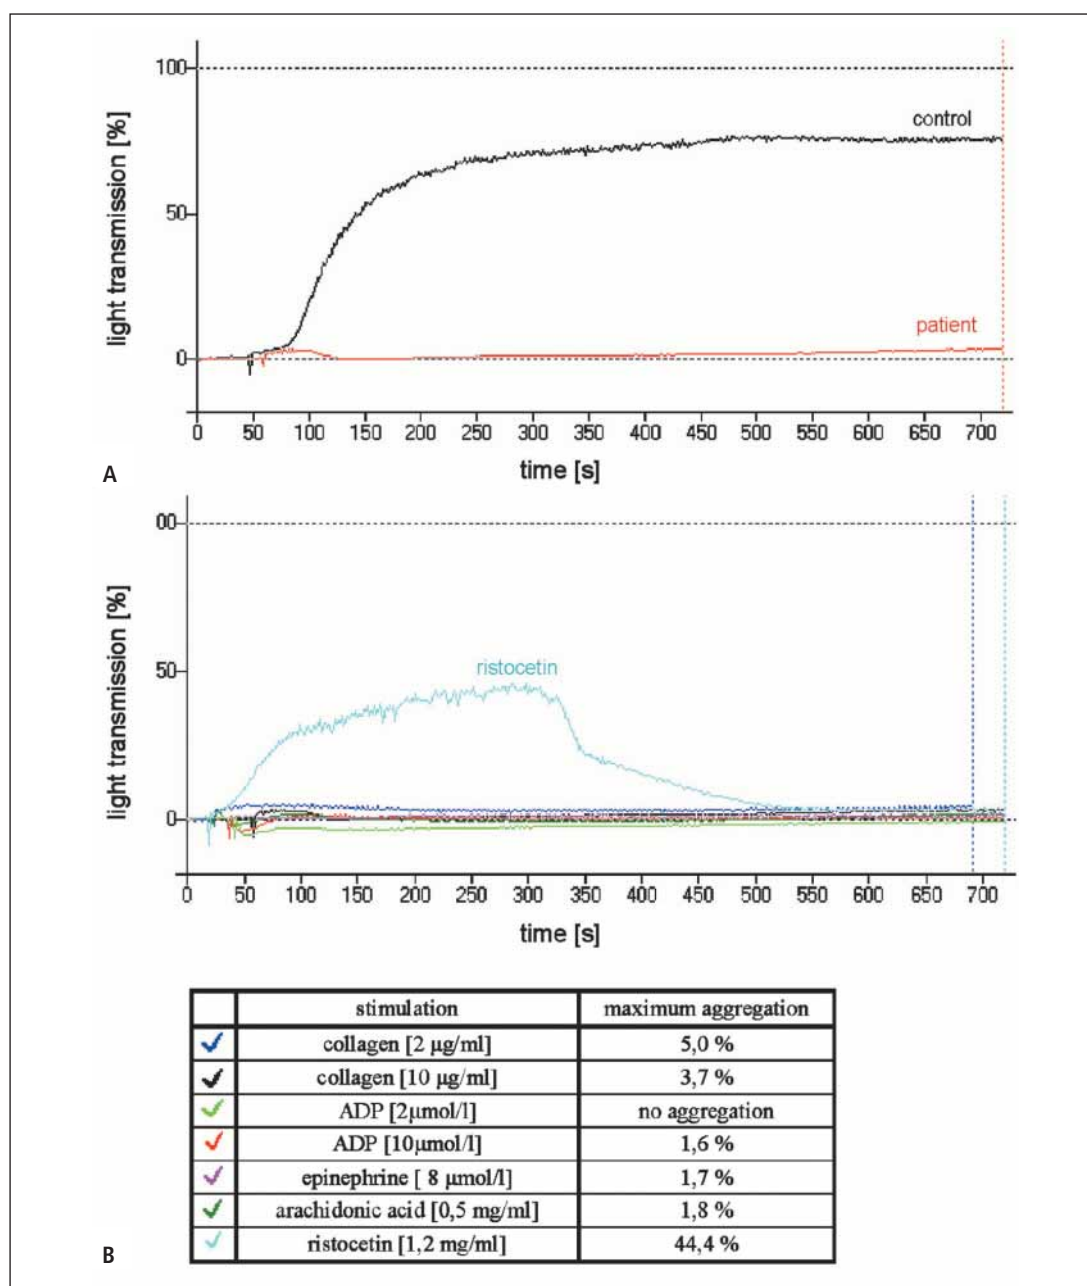 100
light transmission [%]
control
50
patient
0
0 50 100 150 200 250 300 350 400 450 500 550 600 650 700
A
time [s]
00
light transmission [%]
ristocetin
50
0
0 50 100 150 200 250 300 350 400 450 500 550 600 650 700
time [s]
stimulation maximum aggregation
collagen [2 µg/ml] 5,0 %
collagen [10 µg/ml] 3,7 %
ADP [2µmol/l] no aggregation
ADP [10µmol/l] 1,6 %
epinephrine [ 8 µmol/l] 1,7 %
arachidonic acid [0,5 mg/ml] 1,8 %
ristocetin [1,2 mg/ml] 44,4 %
B